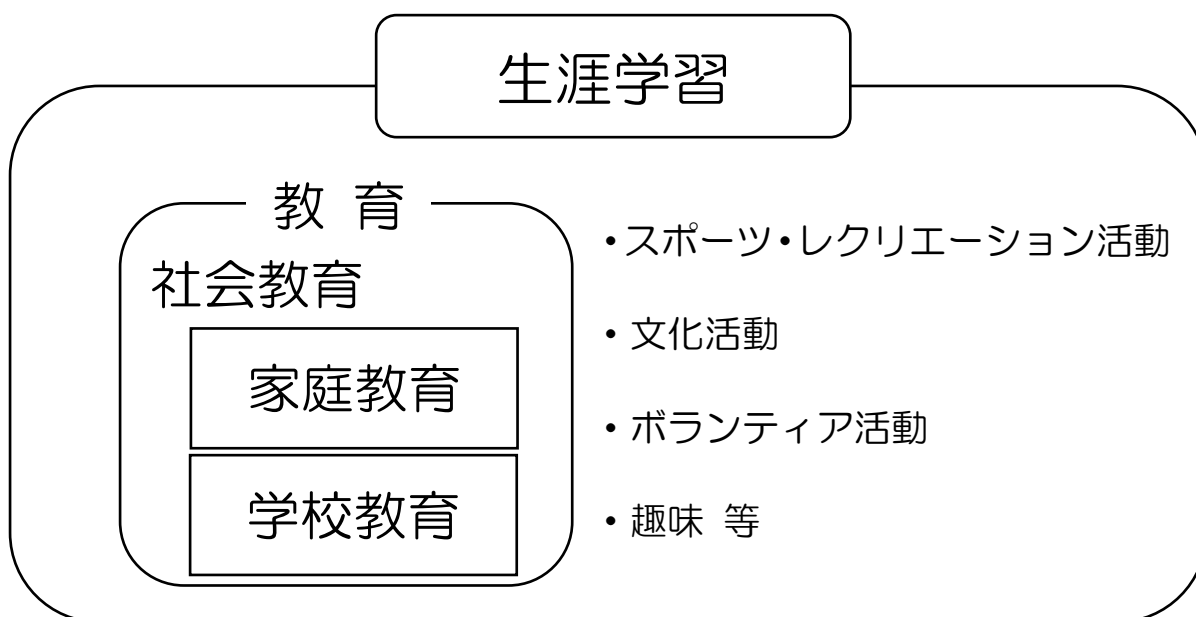 生涯学習
教 育
社会教育
家庭教育
学校教育
・スポーツ・レクリエーション活動
・文化活動
・ボランティア活動
・趣味 等